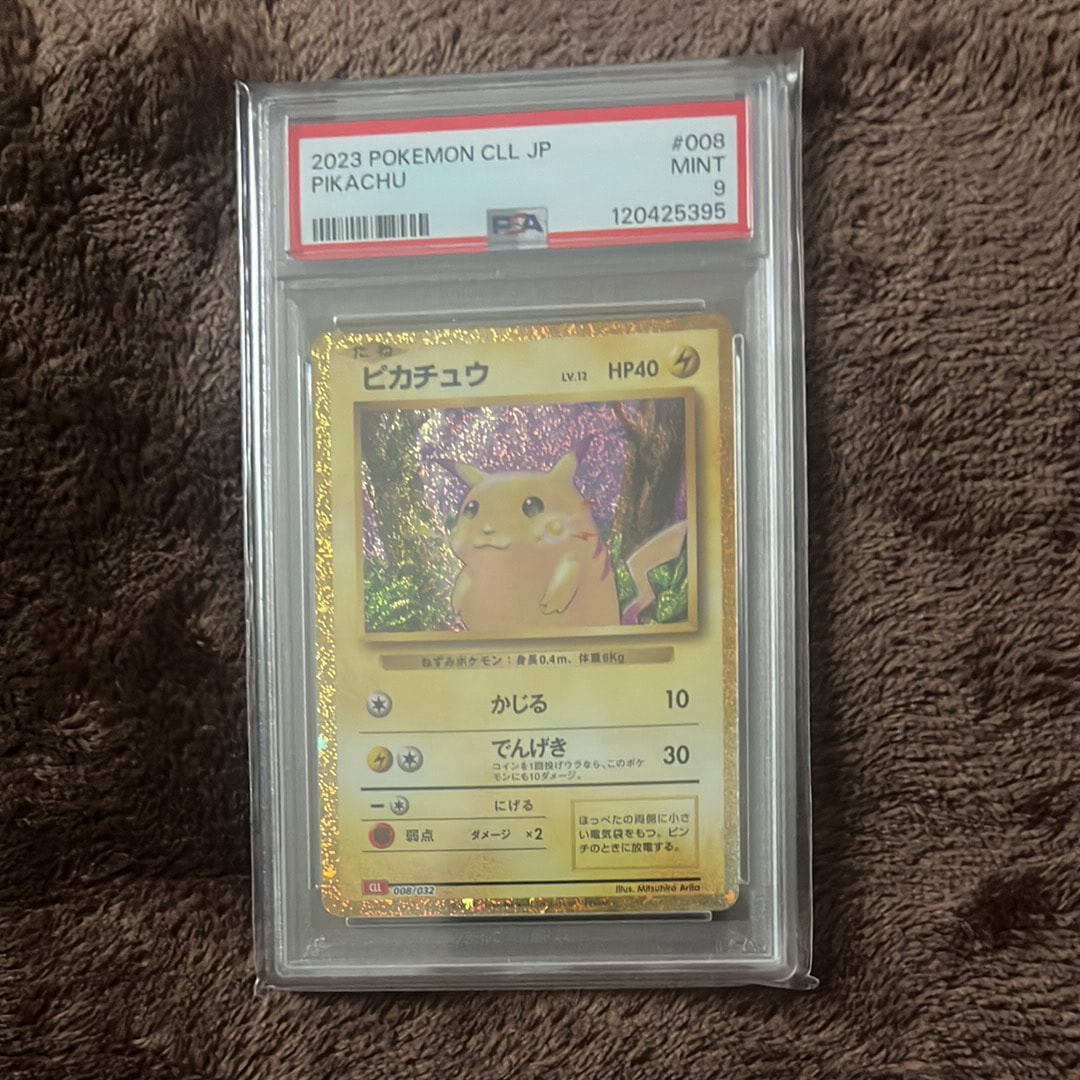 2023 POKEMON CLL JP
#008
PIKACHU
MINT
9
PSA
120425395
たね
ピカチュウ
LV.12 HP40
ねずみポケモン:身長0.4m、体重6Kg
かじる 10
でんげき 30
コインを1回投げウラなら、このポケ
モンにも10ダメージ。
にげる
弱点 ダメージ ×2
ほっぺたの両側に小さ
い電気袋をもつ。ピン
チのときに放電する。
CLL 008/032
Illus. Mitsuhiro Arita